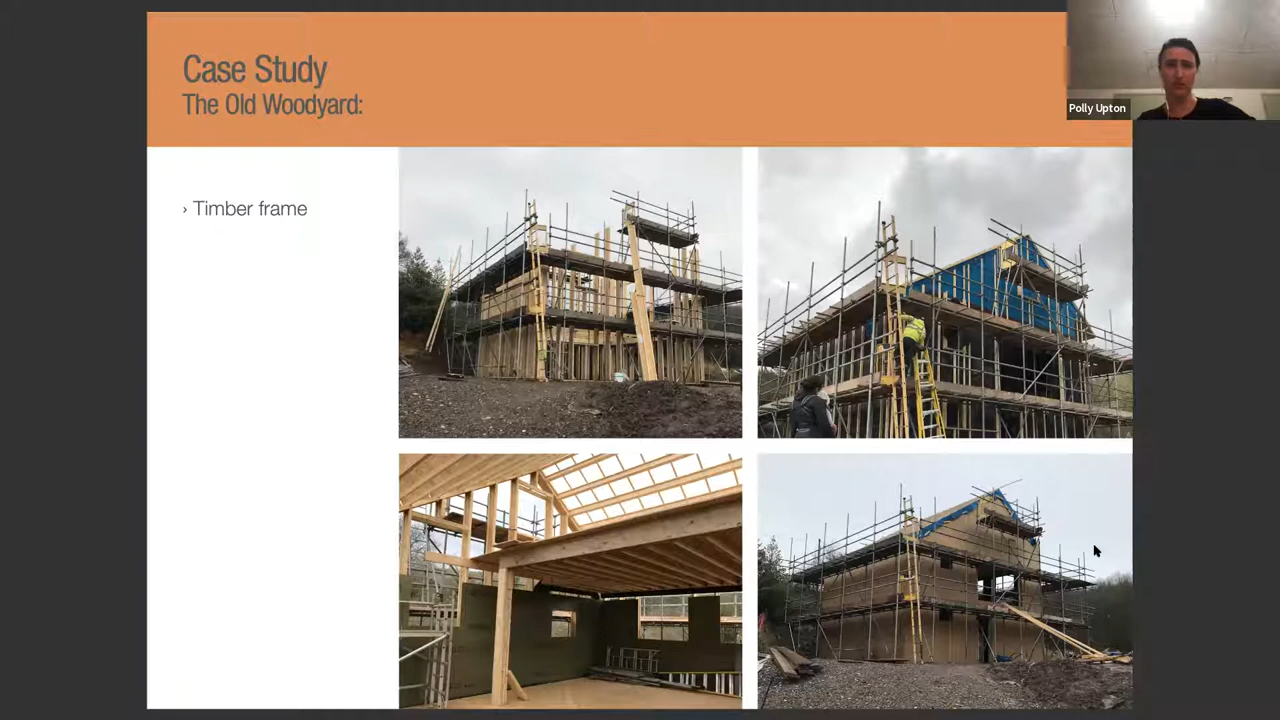 Case Study
The Old Woodyard:
Polly Upton
› Timber frame